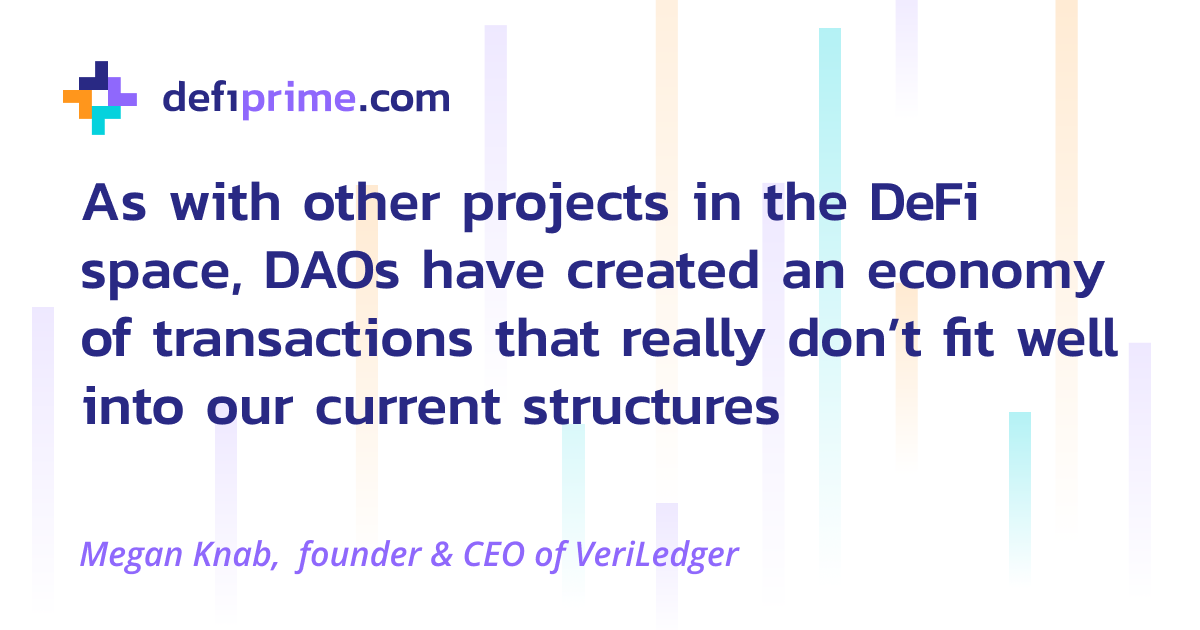 defiprime.com
As with other projects in the DeFi
space, DAOs have created an economy
of transactions that really don’t fit well
into our current structures
Megan Knab, founder & CEO of VeriLedger